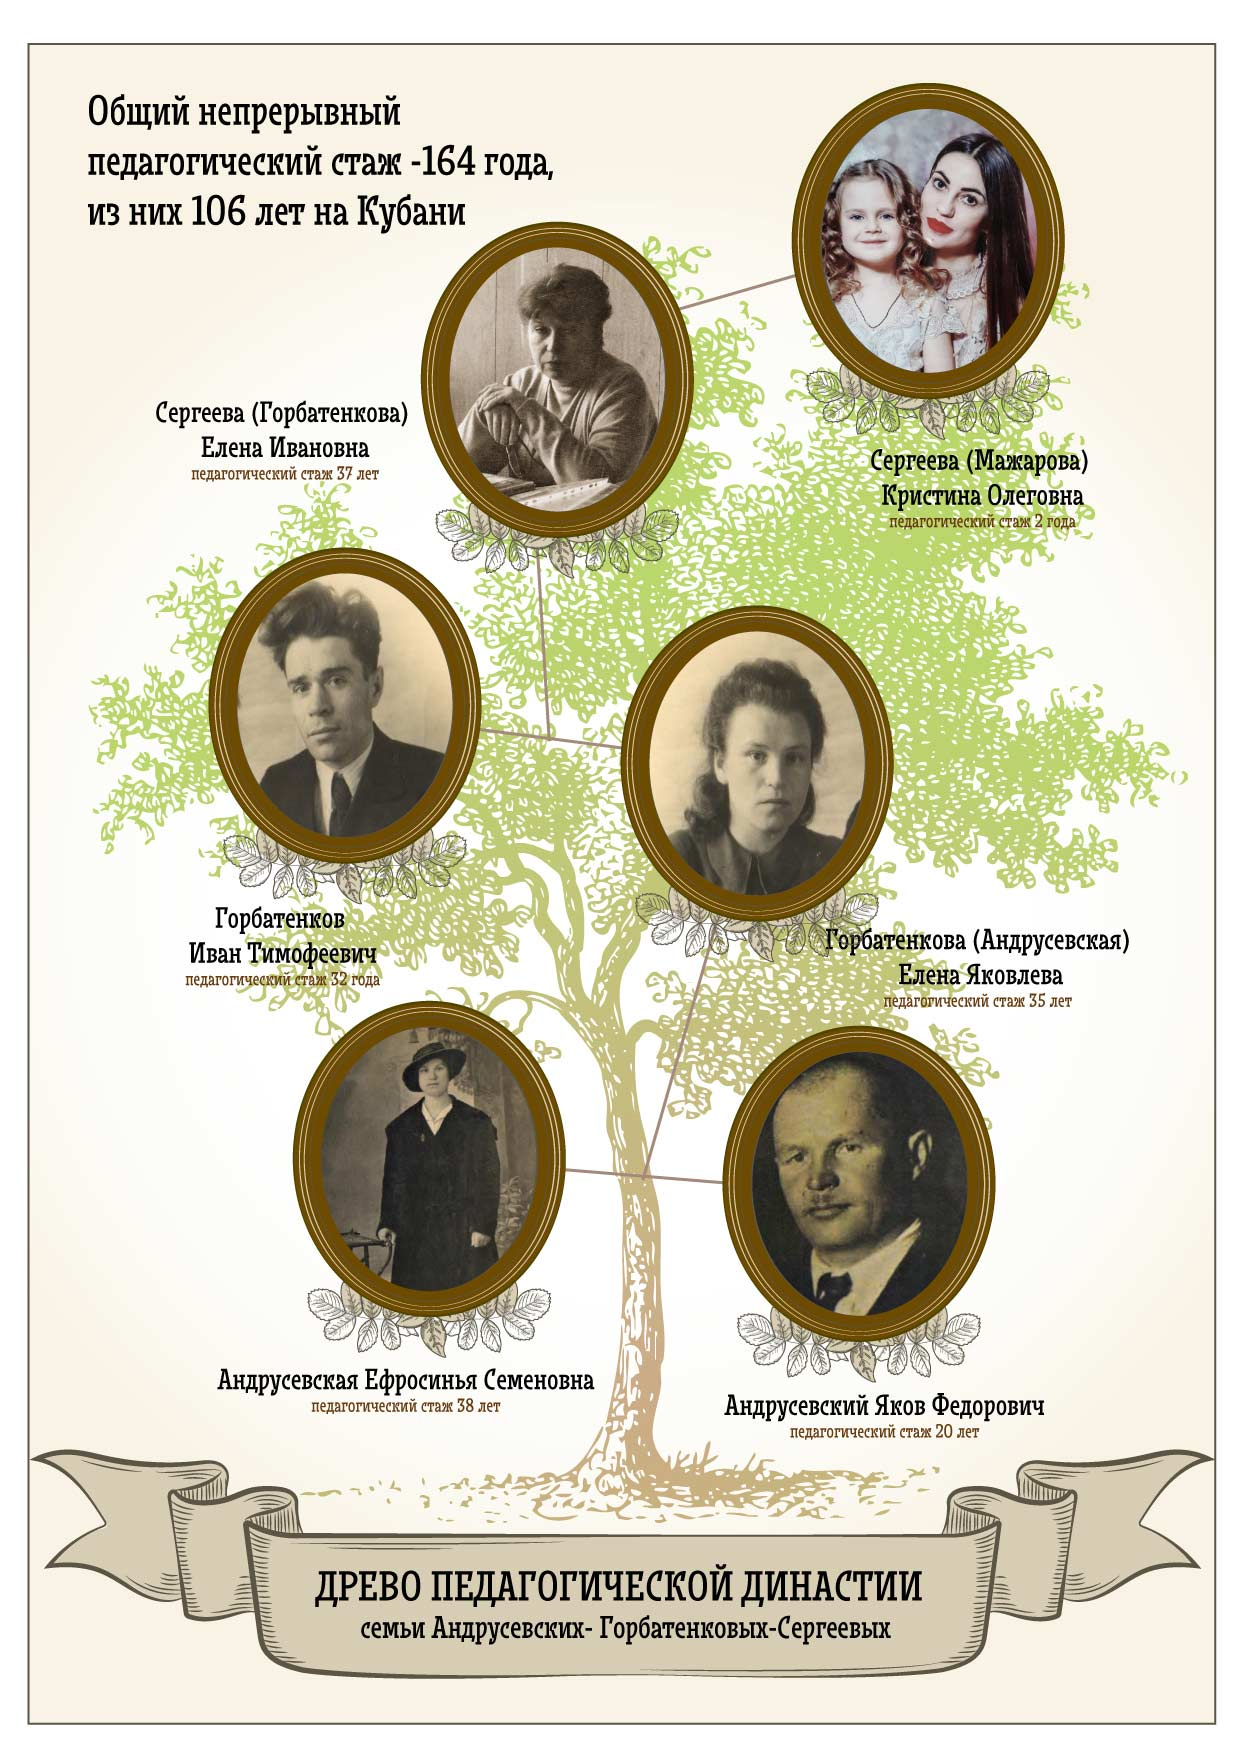 Общий непрерывный
педагогический стаж -164 года,
из них 106 лет на Кубани
Сергеева (Горбатенкова)
Елена Ивановна
педагогический стаж 37 лет
Сергеева (Мажарова)
Кристина Олеговна
педагогический стаж 2 года
Горбатенков
Иван Тимофеевич
педагогический стаж 32 года
Горбатенкова (Андрусевская)
Елена Яковлева
педагогический стаж 35 лет
Андрусевская Ефросинья Семеновна
педагогический стаж 38 лет
Андрусевский Яков Федорович
педагогический стаж 20 лет
ДРЕВО ПЕДАГОГИЧЕСКОЙ ДИНАСТИИ
семьи Андрусевских- Горбатенковых-Сергеевых